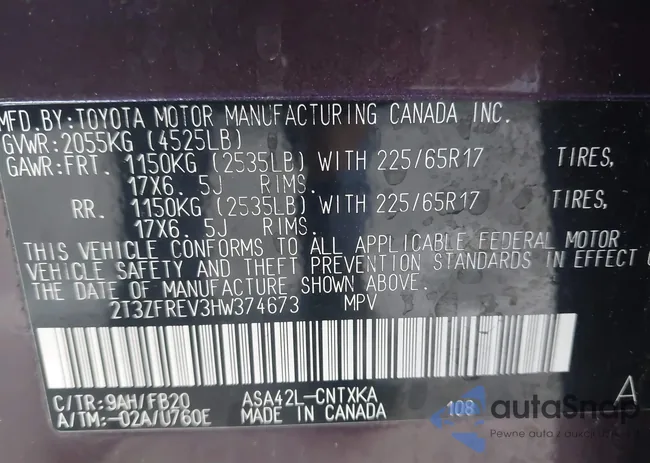 MFD.BY:TOYOTA MOTOR MANUFACTURING CANADA INC.
GVWR:2055KG (4525LB)
GAWR:FRT. 1150KG (2535LB) WITH 225/65R17 TIRES,
17X6.5J RIMS.
RR. 1150KG (2535LB) WITH 225/65R17 TIRES,
17X6.5J RIMS.
THIS VEHICLE CONFORMS TO ALL APPLICABLE FEDERAL MOTOR
VEHICLE SAFETY AND THEFT PREVENTION STANDARDS IN EFFECT
THE DATE OF MANUFACTURE SHOWN ABOVE.
2T3ZFREV3HW374673 MPV
C/TR:9AH/FB20 ASA42L-CNTXKA A
A/TM:-02A/U760E MADE IN CANADA 108
autoSnap
Pewne auto z aukcji